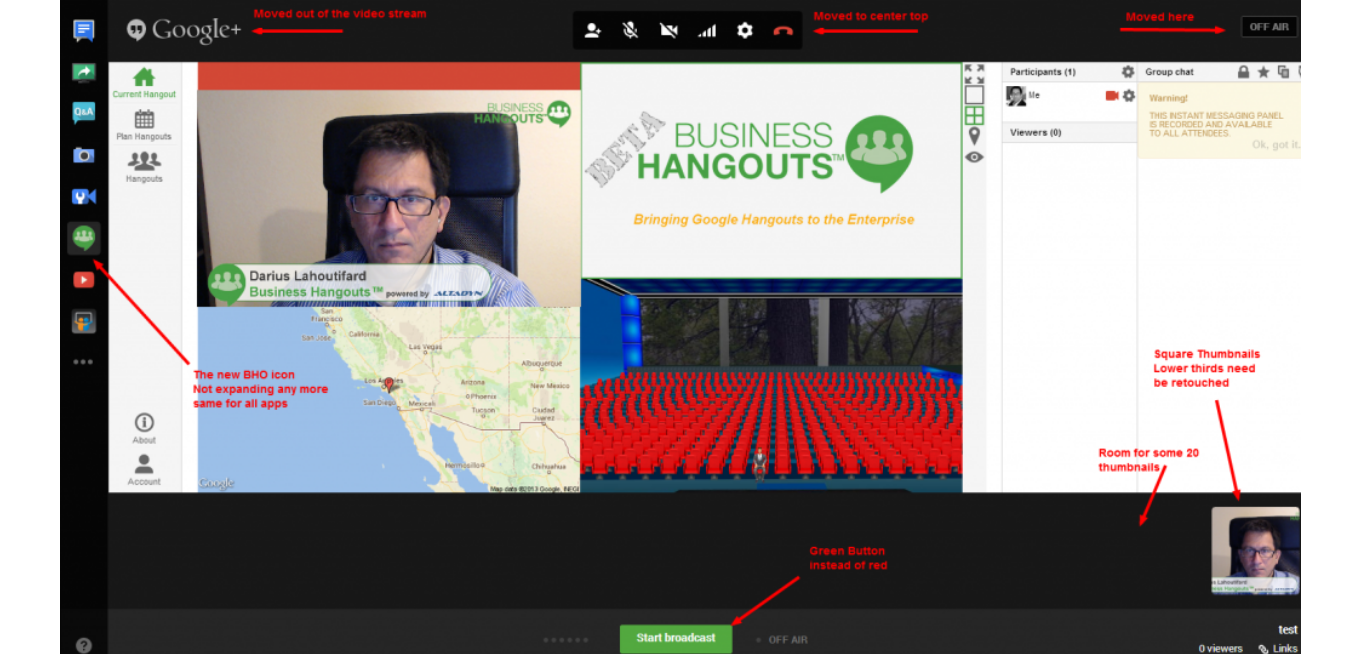 Moved out of the video stream
Google+
Moved to center top
Moved here
OFF AIR
Q&A
Current Hangout
Plan Hangouts
Hangouts
About
Account
BUSINESS
HANGOUTS
Darius Lahoutifard
Business Hangouts™ powered by ALTADYN
BETA
BUSINESS
HANGOUTS™
Bringing Google Hangouts to the Enterprise
Participants (1)
Me
Viewers (0)
Group chat
Warning!
THIS INSTANT MESSAGING PANEL
IS RECORDED AND AVAILABLE
TO ALL ATTENDEES.
Ok, got it.
San
Francisco
San Jose
California
Las Vegas
Los Angeles
San Diego
Mexicali
Arizona
Phoenix
Tucson
Albuquerque
New Mexico
Ciudad
Juarez
Hermosillo
Chihuahua
Google
Map data ©2013 Google, INEGI
The new BHO icon
Not expanding any more
same for all apps
Square Thumbnails
Lower thirds need
be retouched
Room for some 20
thumbnails
Green Button
instead of red
Start broadcast
OFF AIR
test
0 viewers
Links